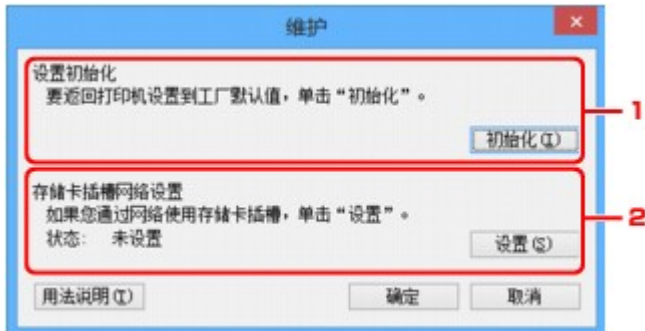 维护
设置初始化
要返回打印机设置到工厂默认值，单击“初始化”。
1
初始化(I)
存储卡插槽网络设置
如果您通过网络使用存储卡插槽，单击“设置”。
2
状态： 未设置
设置(S)
用法说明(I) 确定 取消